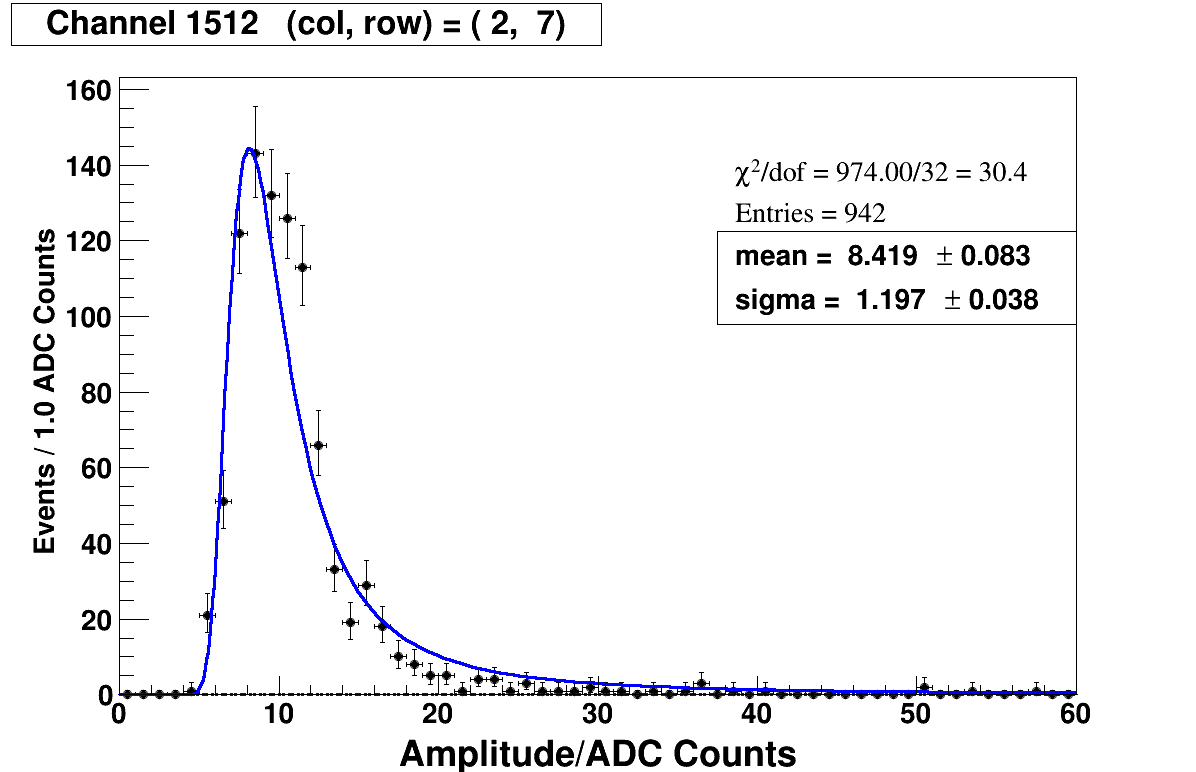 Channel 1512 (col, row) = ( 2, 7)
160
140
120
100
80
60
40
20
0
Events / 1.0 ADC Counts
χ²/dof = 974.00/32 = 30.4
Entries = 942
mean = 8.419 ± 0.083
sigma = 1.197 ± 0.038
0 10 20 30 40 50 60
Amplitude/ADC Counts